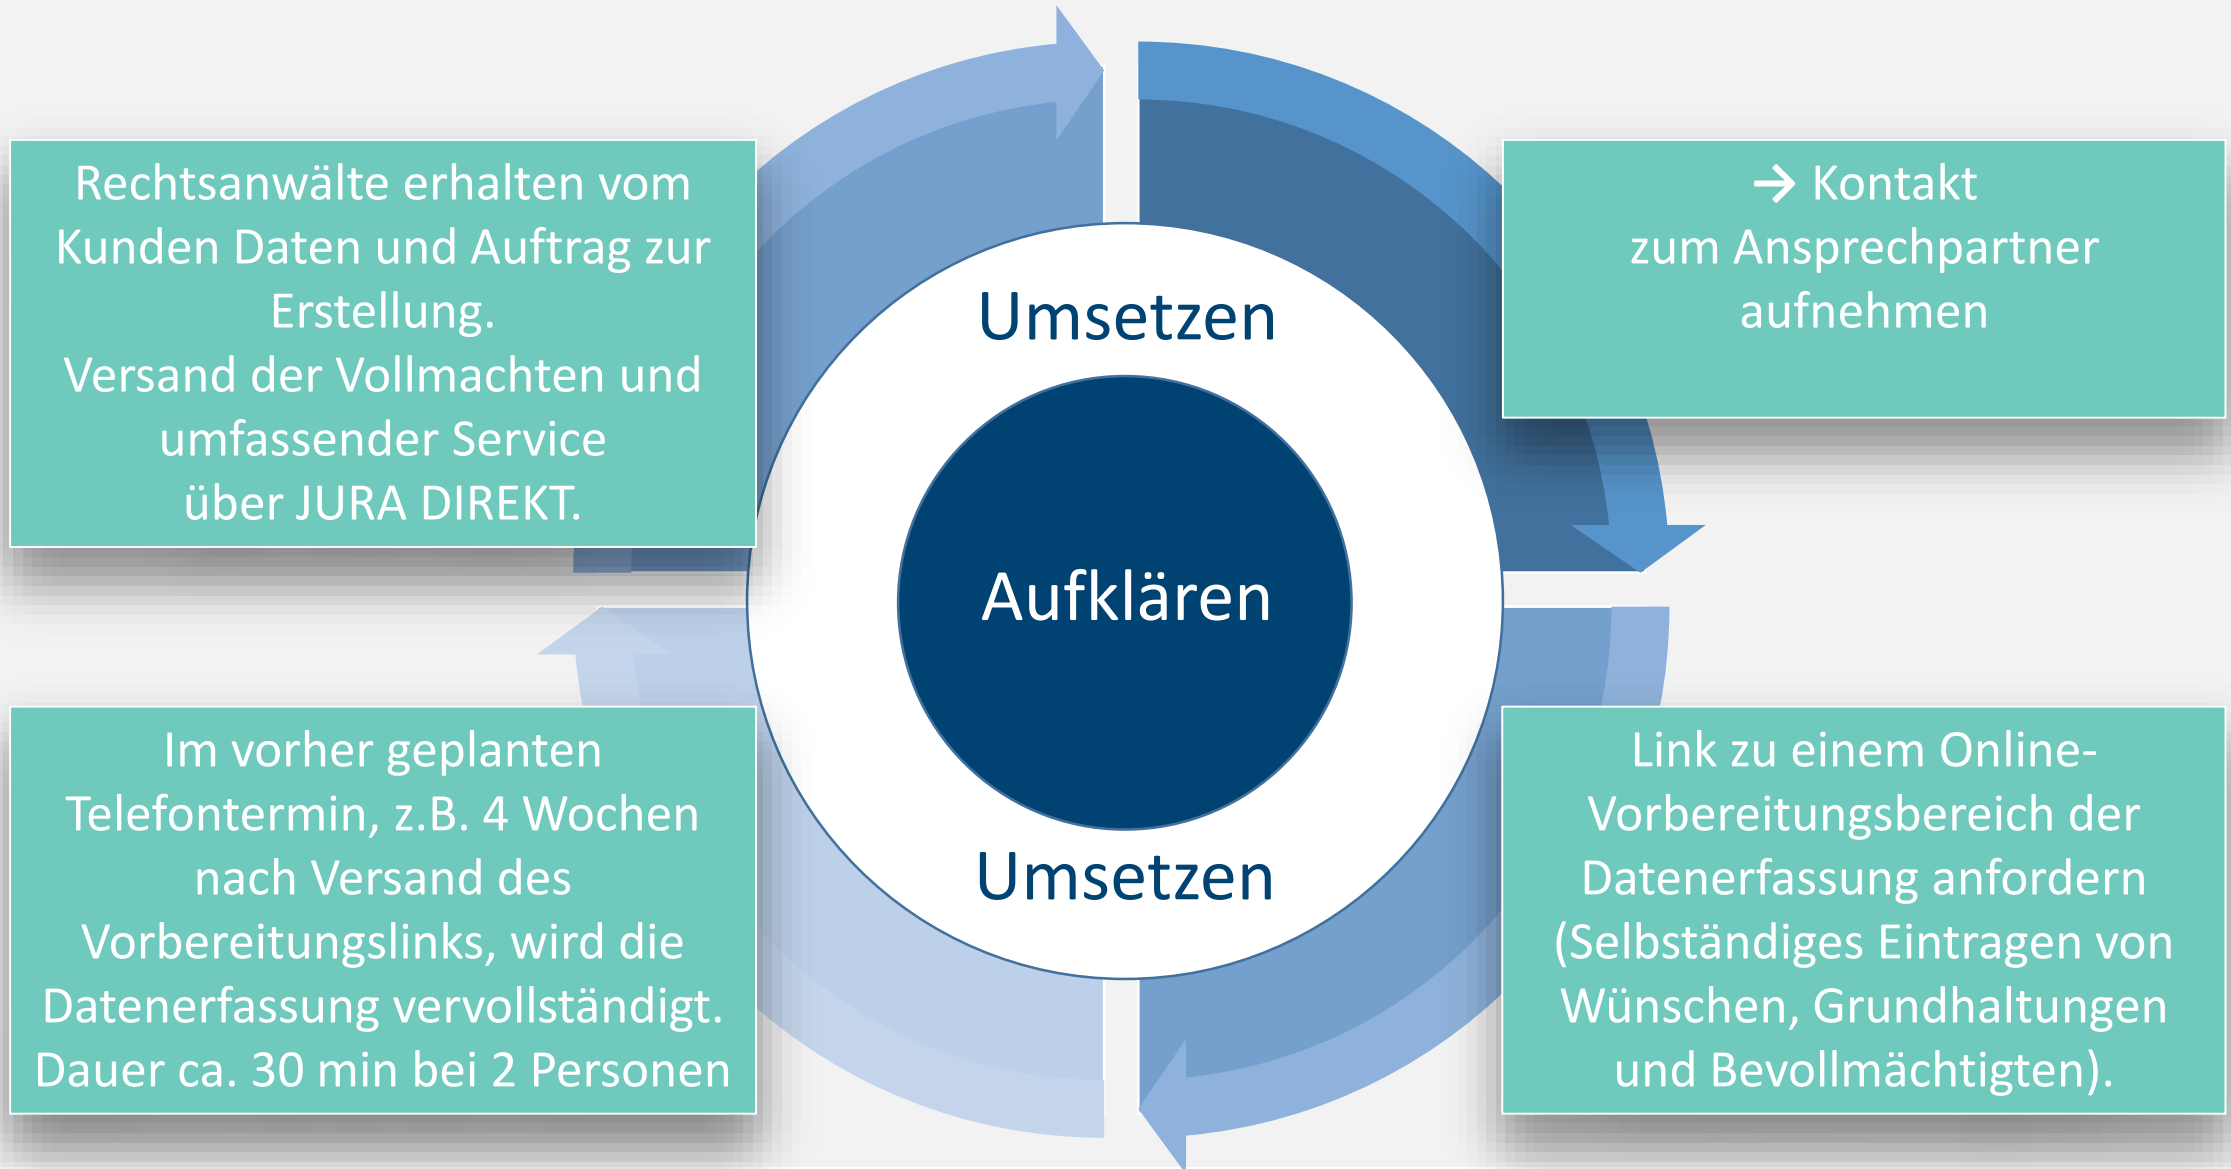 Rechtsanwälte erhalten vom
Kunden Daten und Auftrag zur
Erstellung.
Versand der Vollmachten und
umfassender Service
über JURA DIREKT.
→ Kontakt
zum Ansprechpartner
aufnehmen
Umsetzen
Aufklären
Umsetzen
Im vorher geplanten
Telefontermin, z.B. 4 Wochen
nach Versand des
Vorbereitungslinks, wird die
Datenerfassung vervollständigt.
Dauer ca. 30 min bei 2 Personen
Link zu einem Online-
Vorbereitungsbereich der
Datenerfassung anfordern
(Selbständiges Eintragen von
Wünschen, Grundhaltungen
und Bevollmächtigten).